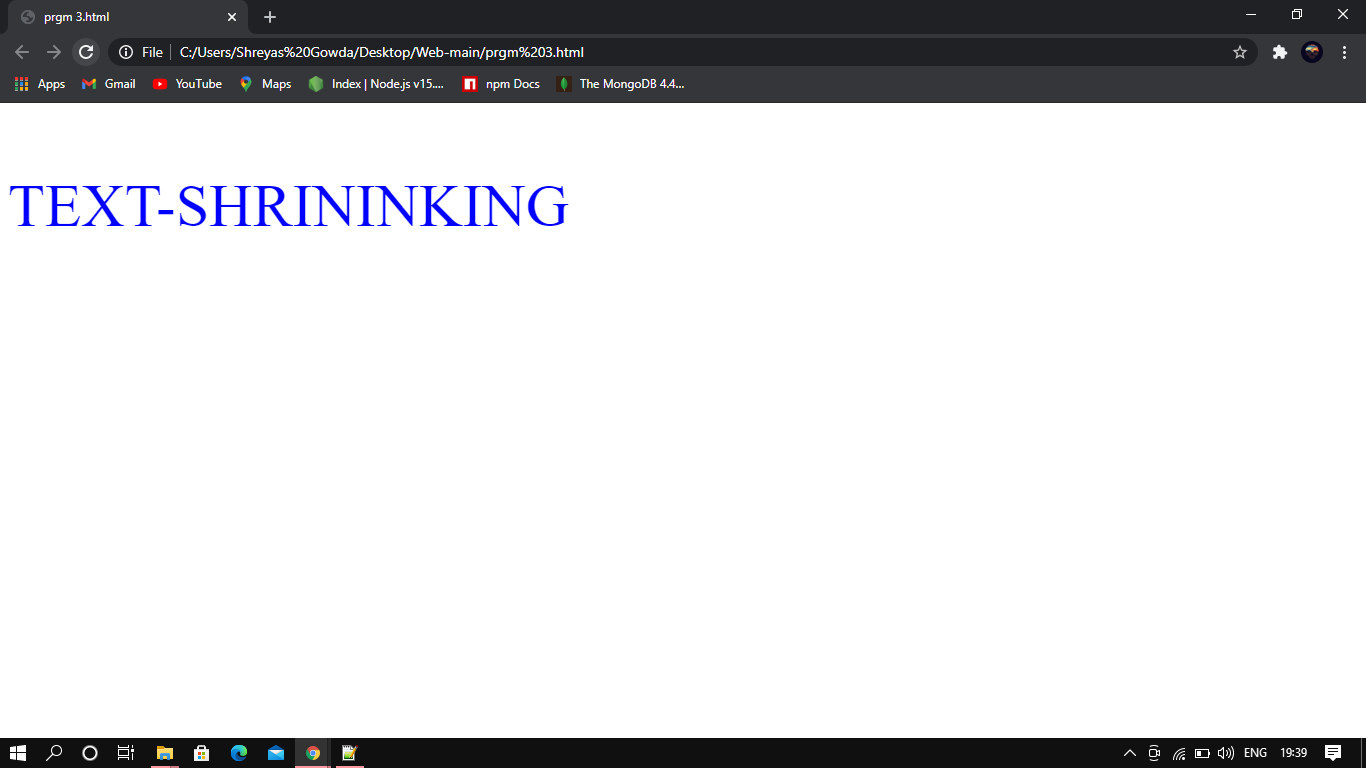 prgm 3.html
File C:/Users/Shreyas%20Gowda/Desktop/Web-main/prgm%203.html
Apps Gmail YouTube Maps Index | Node.js v15.... npm Docs The MongoDB 4.4...
TEXT-SHRININKING
ENG 19:39